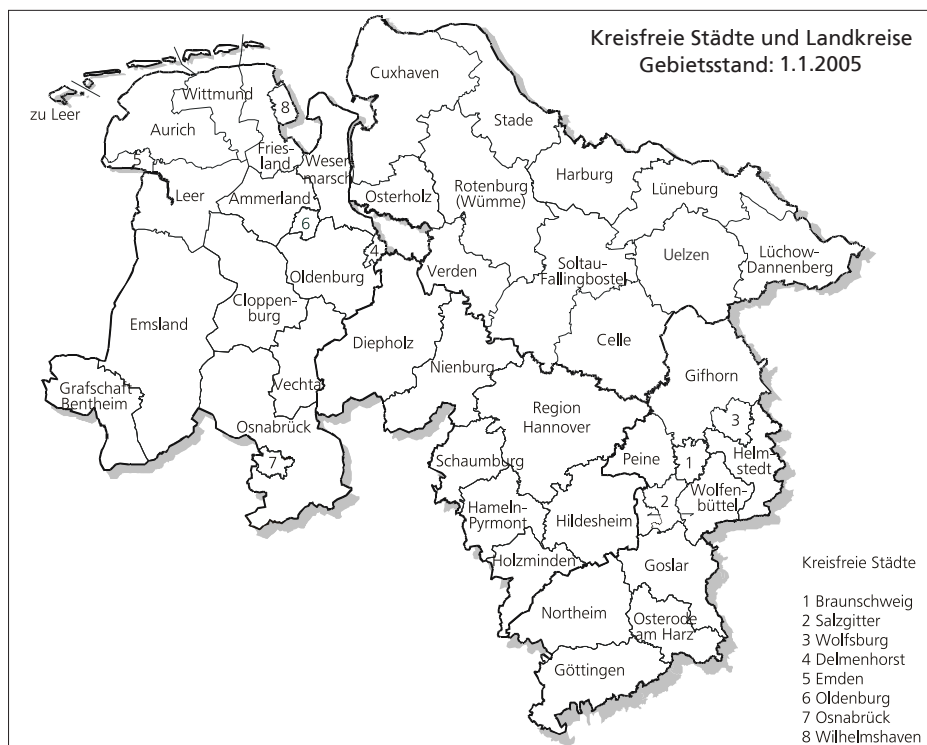 Kreisfreie Städte und Landkreise
Gebietsstand: 1.1.2005
Cuxhaven
Wittmund
8
zu Leer
Aurich
Stade
5
Fries-
land
Weser-
marsch
Harburg
Lüneburg
Leer
Ammerland
Osterholz
Rotenburg
(Wümme)
6
4
Oldenburg
Verden
Soltau-
Fallingbostel
Uelzen
Lüchow-
Dannenberg
Cloppen-
burg
Emsland
Diepholz
Celle
Nienburg
Gifhorn
Vechta
Grafschaft
Bentheim
Region
Hannover
3
Osnabrück
7
Schaumburg
Peine
1
Helm-
stedt
2
Wolfen-
büttel
Hameln-
Pyrmont
Hildesheim
Holzminden
Goslar
Northeim
Osterode
am Harz
Göttingen
Kreisfreie Städte
1 Braunschweig
2 Salzgitter
3 Wolfsburg
4 Delmenhorst
5 Emden
6 Oldenburg
7 Osnabrück
8 Wilhelmshaven